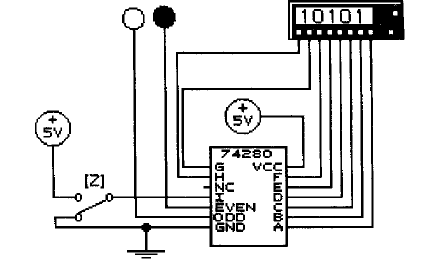 10101
+
5V
+
5V
[Z]
74280
G VCC
H F
NC E
I D
EVEN C
ODD B
GND A